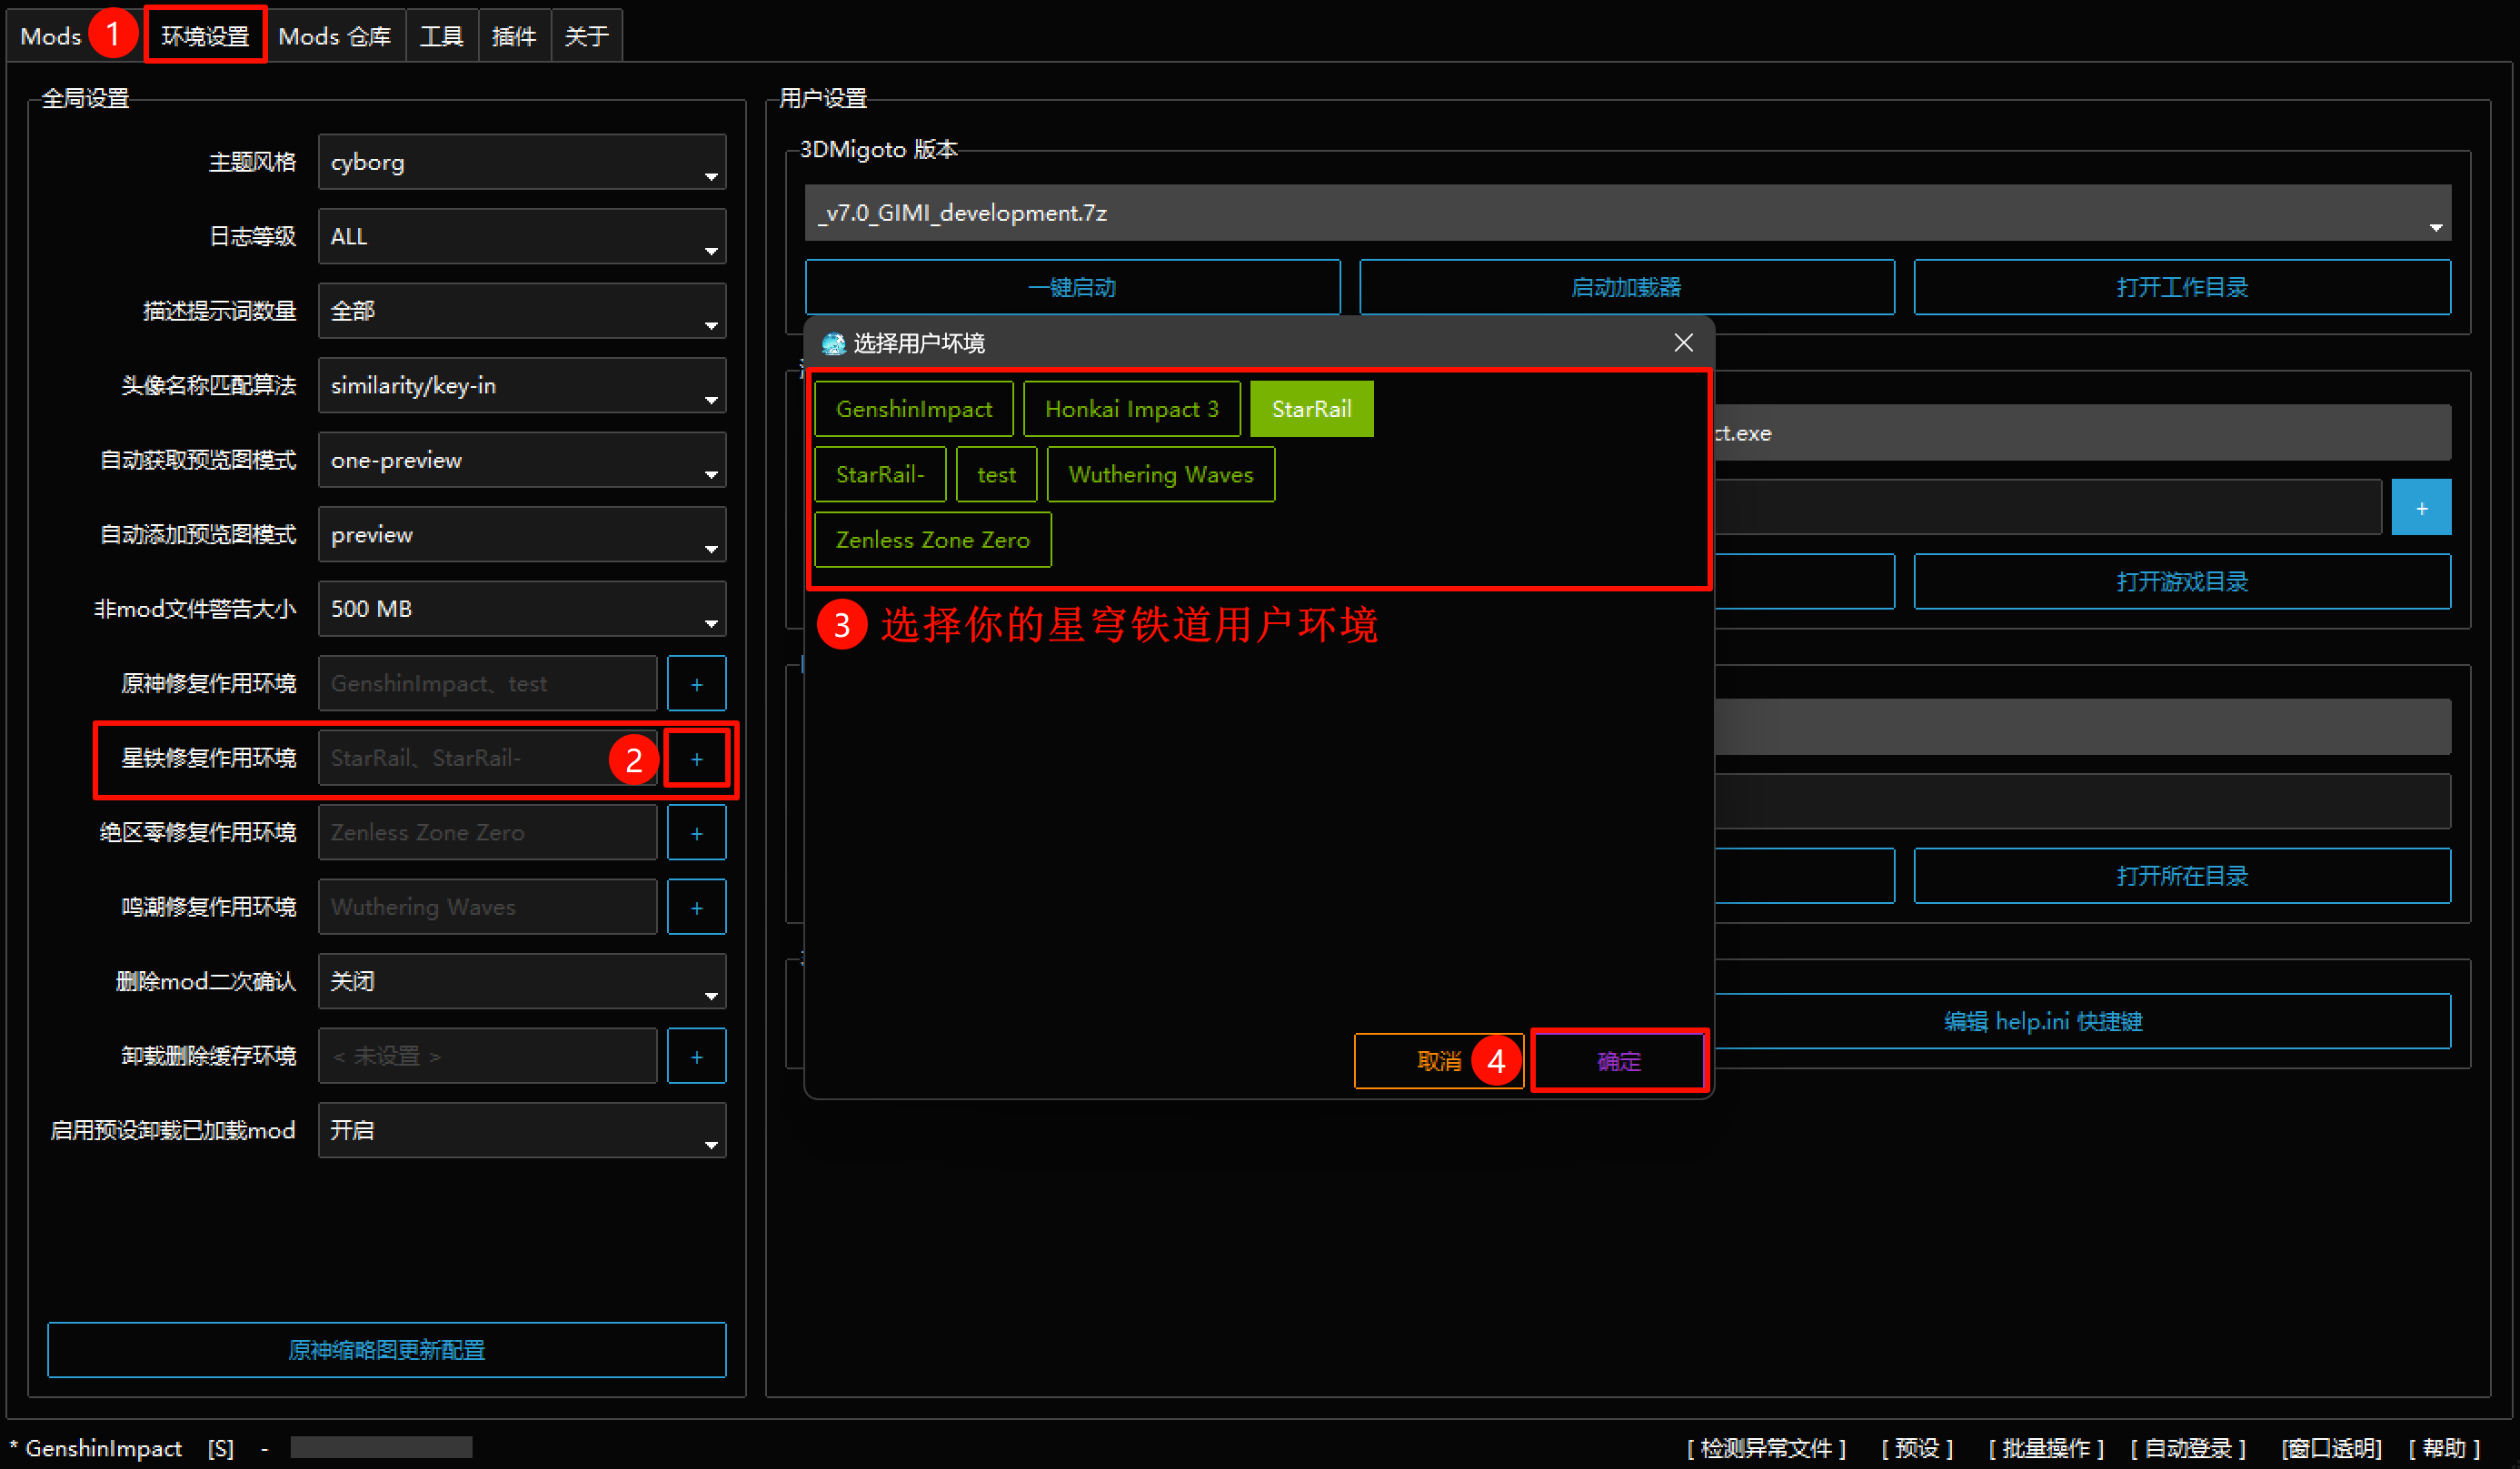 Mods 1 环境设置 Mods 仓库 工具 插件 关于
全局设置
主题风格 cyborg
日志等级 ALL
描述提示词数量 全部
头像名称匹配算法 similarity/key-in
自动获取预览图模式 one-preview
自动添加预览图模式 preview
非mod文件警告大小 500 MB
原神修复作用环境 GenshinImpact、test +
星铁修复作用环境 StarRail、StarRail- 2 +
绝区零修复作用环境 Zenless Zone Zero +
鸣潮修复作用环境 Wuthering Waves +
删除mod二次确认 关闭
卸载删除缓存环境 < 未设置 > +
启用预设卸载已加载mod 开启
原神缩略图更新配置
用户设置
3DMigoto 版本
_v7.0_GIMI_development.7z
一键启动 启动加载器 打开工作目录
选择用户环境
GenshinImpact Honkai Impact 3 StarRail
StarRail- test Wuthering Waves
Zenless Zone Zero
3 选择你的星穹铁道用户环境
取消 4 确定
ct.exe
+
打开游戏目录
打开所在目录
编辑 help.ini 快捷键
* GenshinImpact [S] -
[ 检测异常文件 ] [ 预设 ] [ 批量操作 ] [ 自动登录 ] [窗口透明] [ 帮助 ]